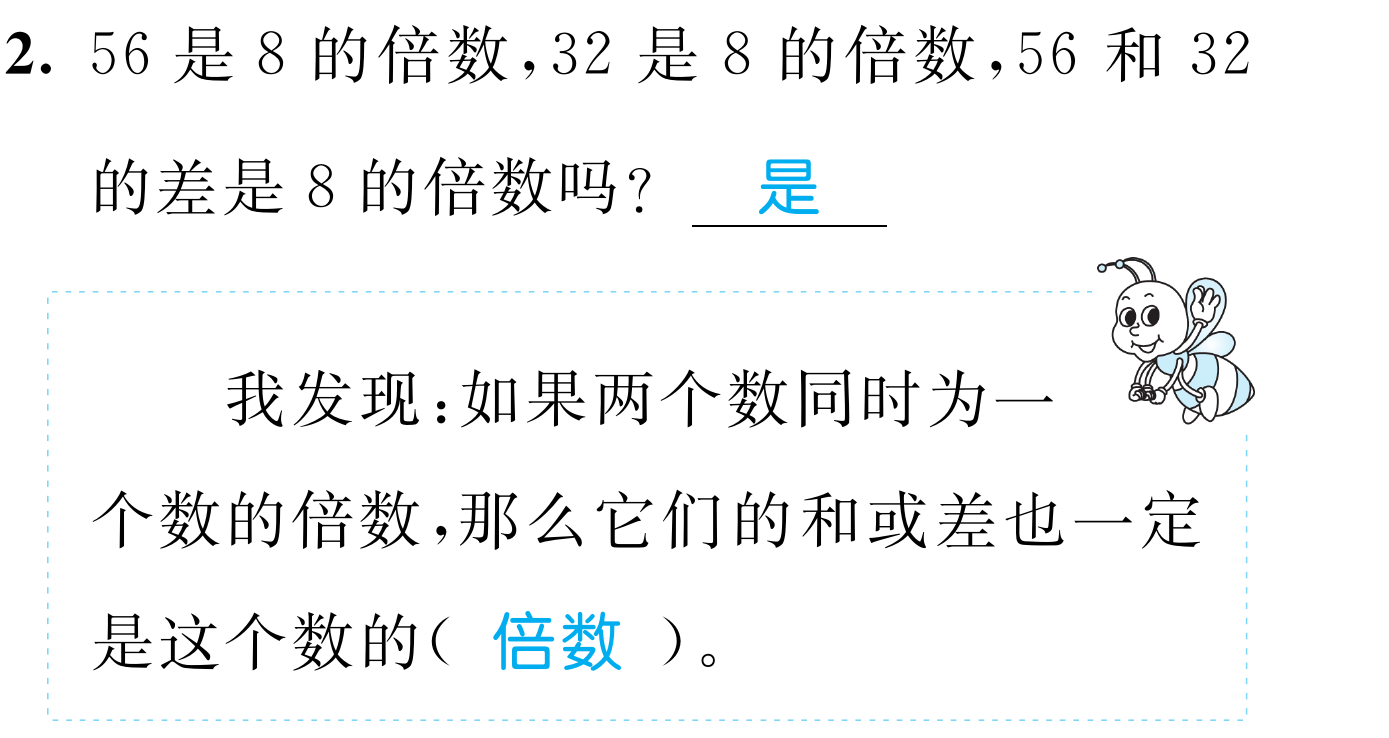 2. 56 是 8 的倍数,32 是 8 的倍数,56 和 32
的差是 8 的倍数吗? 是
我发现:如果两个数同时为一
个数的倍数,那么它们的和或差也一定
是这个数的( 倍数 )。